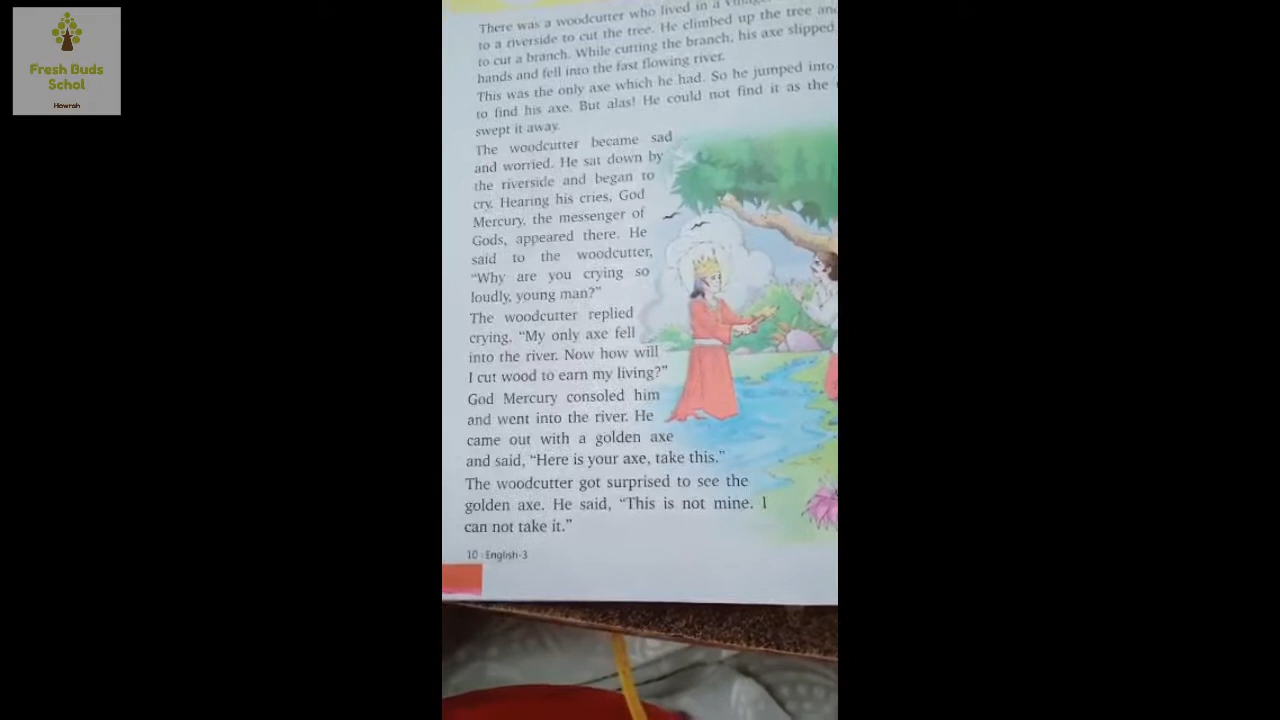 Fresh Buds
Schol
Howrah
There was a woodcutter who lived in a village.
to a riverside to cut the tree. He climbed up the tree and
to cut a branch. While cutting the branch, his axe slipped
hands and fell into the fast flowing river.
This was the only axe which he had. So he jumped into
to find his axe. But alas! He could not find it as the
swept it away.
The woodcutter became sad
and worried. He sat down by
the riverside and began to
cry. Hearing his cries, God
Mercury, the messenger of
Gods, appeared there. He
said to the woodcutter,
“Why are you crying so
loudly, young man?”
The woodcutter replied
crying, “My only axe fell
into the river. Now how will
I cut wood to earn my living?”
God Mercury consoled him
and went into the river. He
came out with a golden axe
and said, “Here is your axe, take this.”
The woodcutter got surprised to see the
golden axe. He said, “This is not mine. I
can not take it.”
10 English-3